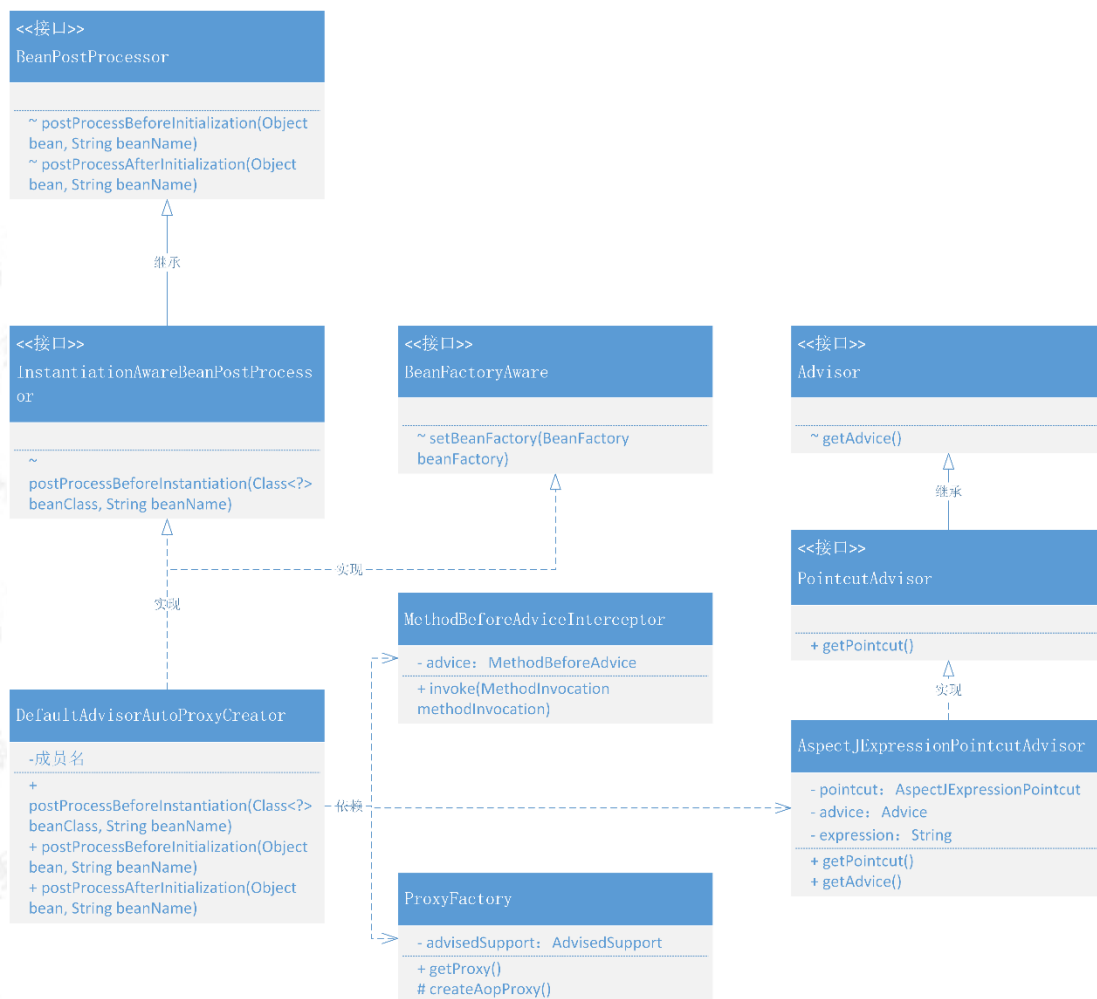 <<接口>>
BeanPostProcessor
~ postProcessBeforeInitialization(Object
bean, String beanName)
~ postProcessAfterInitialization(Object
bean, String beanName)
继承
<<接口>>
InstantiationAwareBeanPostProcess
or
~
postProcessBeforeInstantiation(Class<?>
beanClass, String beanName)
<<接口>>
BeanFactoryAware
~ setBeanFactory(BeanFactory
beanFactory)
<<接口>>
Advisor
~ getAdvice()
继承
<<接口>>
PointcutAdvisor
+ getPointcut()
实现
实现
实现
MethodBeforeAdviceInterceptor
- advice：MethodBeforeAdvice
+ invoke(MethodInvocation
methodInvocation)
DefaultAdvisorAutoProxyCreator
-成员名
+
postProcessBeforeInstantiation(Class<?>
beanClass, String beanName)
+ postProcessBeforeInitialization(Object
bean, String beanName)
+ postProcessAfterInitialization(Object
bean, String beanName)
依赖
AspectJExpressionPointcutAdvisor
- pointcut：AspectJExpressionPointcut
- advice：Advice
- expression：String
+ getPointcut()
+ getAdvice()
ProxyFactory
- advisedSupport：AdvisedSupport
+ getProxy()
# createAopProxy()